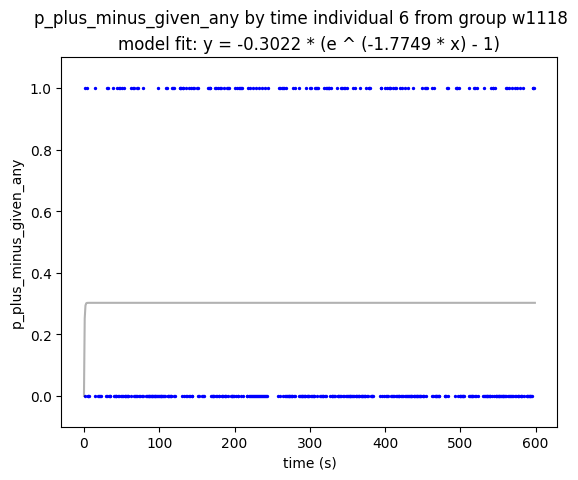 p_plus_minus_given_any by time individual 6 from group w1118
model fit: y = -0.3022 * (e ^ (-1.7749 * x) - 1)
1.0
0.8
0.6
0.4
0.2
0.0
p_plus_minus_given_any
0 100 200 300 400 500 600
time (s)